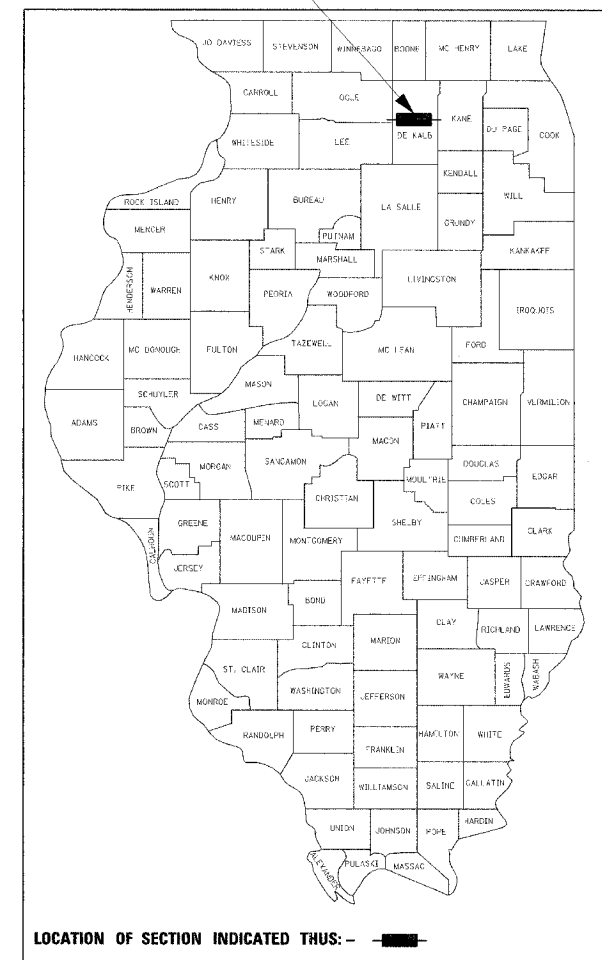 JO DAVIESS STEVENSON WINNEBAGO BOONE MC HENRY LAKE
CARROLL OGLE KANE DU PAGE COOK
DE KALB
WHITESIDE LEE
KENDALL
WILL
ROCK ISLAND HENRY BUREAU LA SALLE
GRUNDY
MERCER PUTNAM
STARK MARSHALL KANKAKEE
HENDERSON WARREN KNOX PEORIA WOODFORD LIVINGSTON
IROQUOIS
HANCOCK MC DONOUGH FULTON TAZEWELL MC LEAN FORD
MASON
SCHUYLER LOGAN DE WITT CHAMPAIGN VERMILION
ADAMS BROWN CASS MENARD PIATT
MACON
MORGAN SANGAMON DOUGLAS
PIKE SCOTT CHRISTIAN MOULTRIE COLES EDGAR
GREENE SHELBY
CALHOUN MACOUPIN MONTGOMERY CUMBERLAND CLARK
JERSEY
FAYETTE EFFINGHAM JASPER CRAWFORD
MADISON BOND
CLAY RICHLAND LAWRENCE
CLINTON MARION
ST. CLAIR WAYNE EDWARDS WABASH
WASHINGTON JEFFERSON
MONROE
RANDOLPH PERRY HAMILTON WHITE
FRANKLIN
JACKSON WILLIAMSON SALINE GALLATIN
UNION JOHNSON POPE HARDIN
ALEXANDER PULASKI MASSAC
LOCATION OF SECTION INDICATED THUS: -